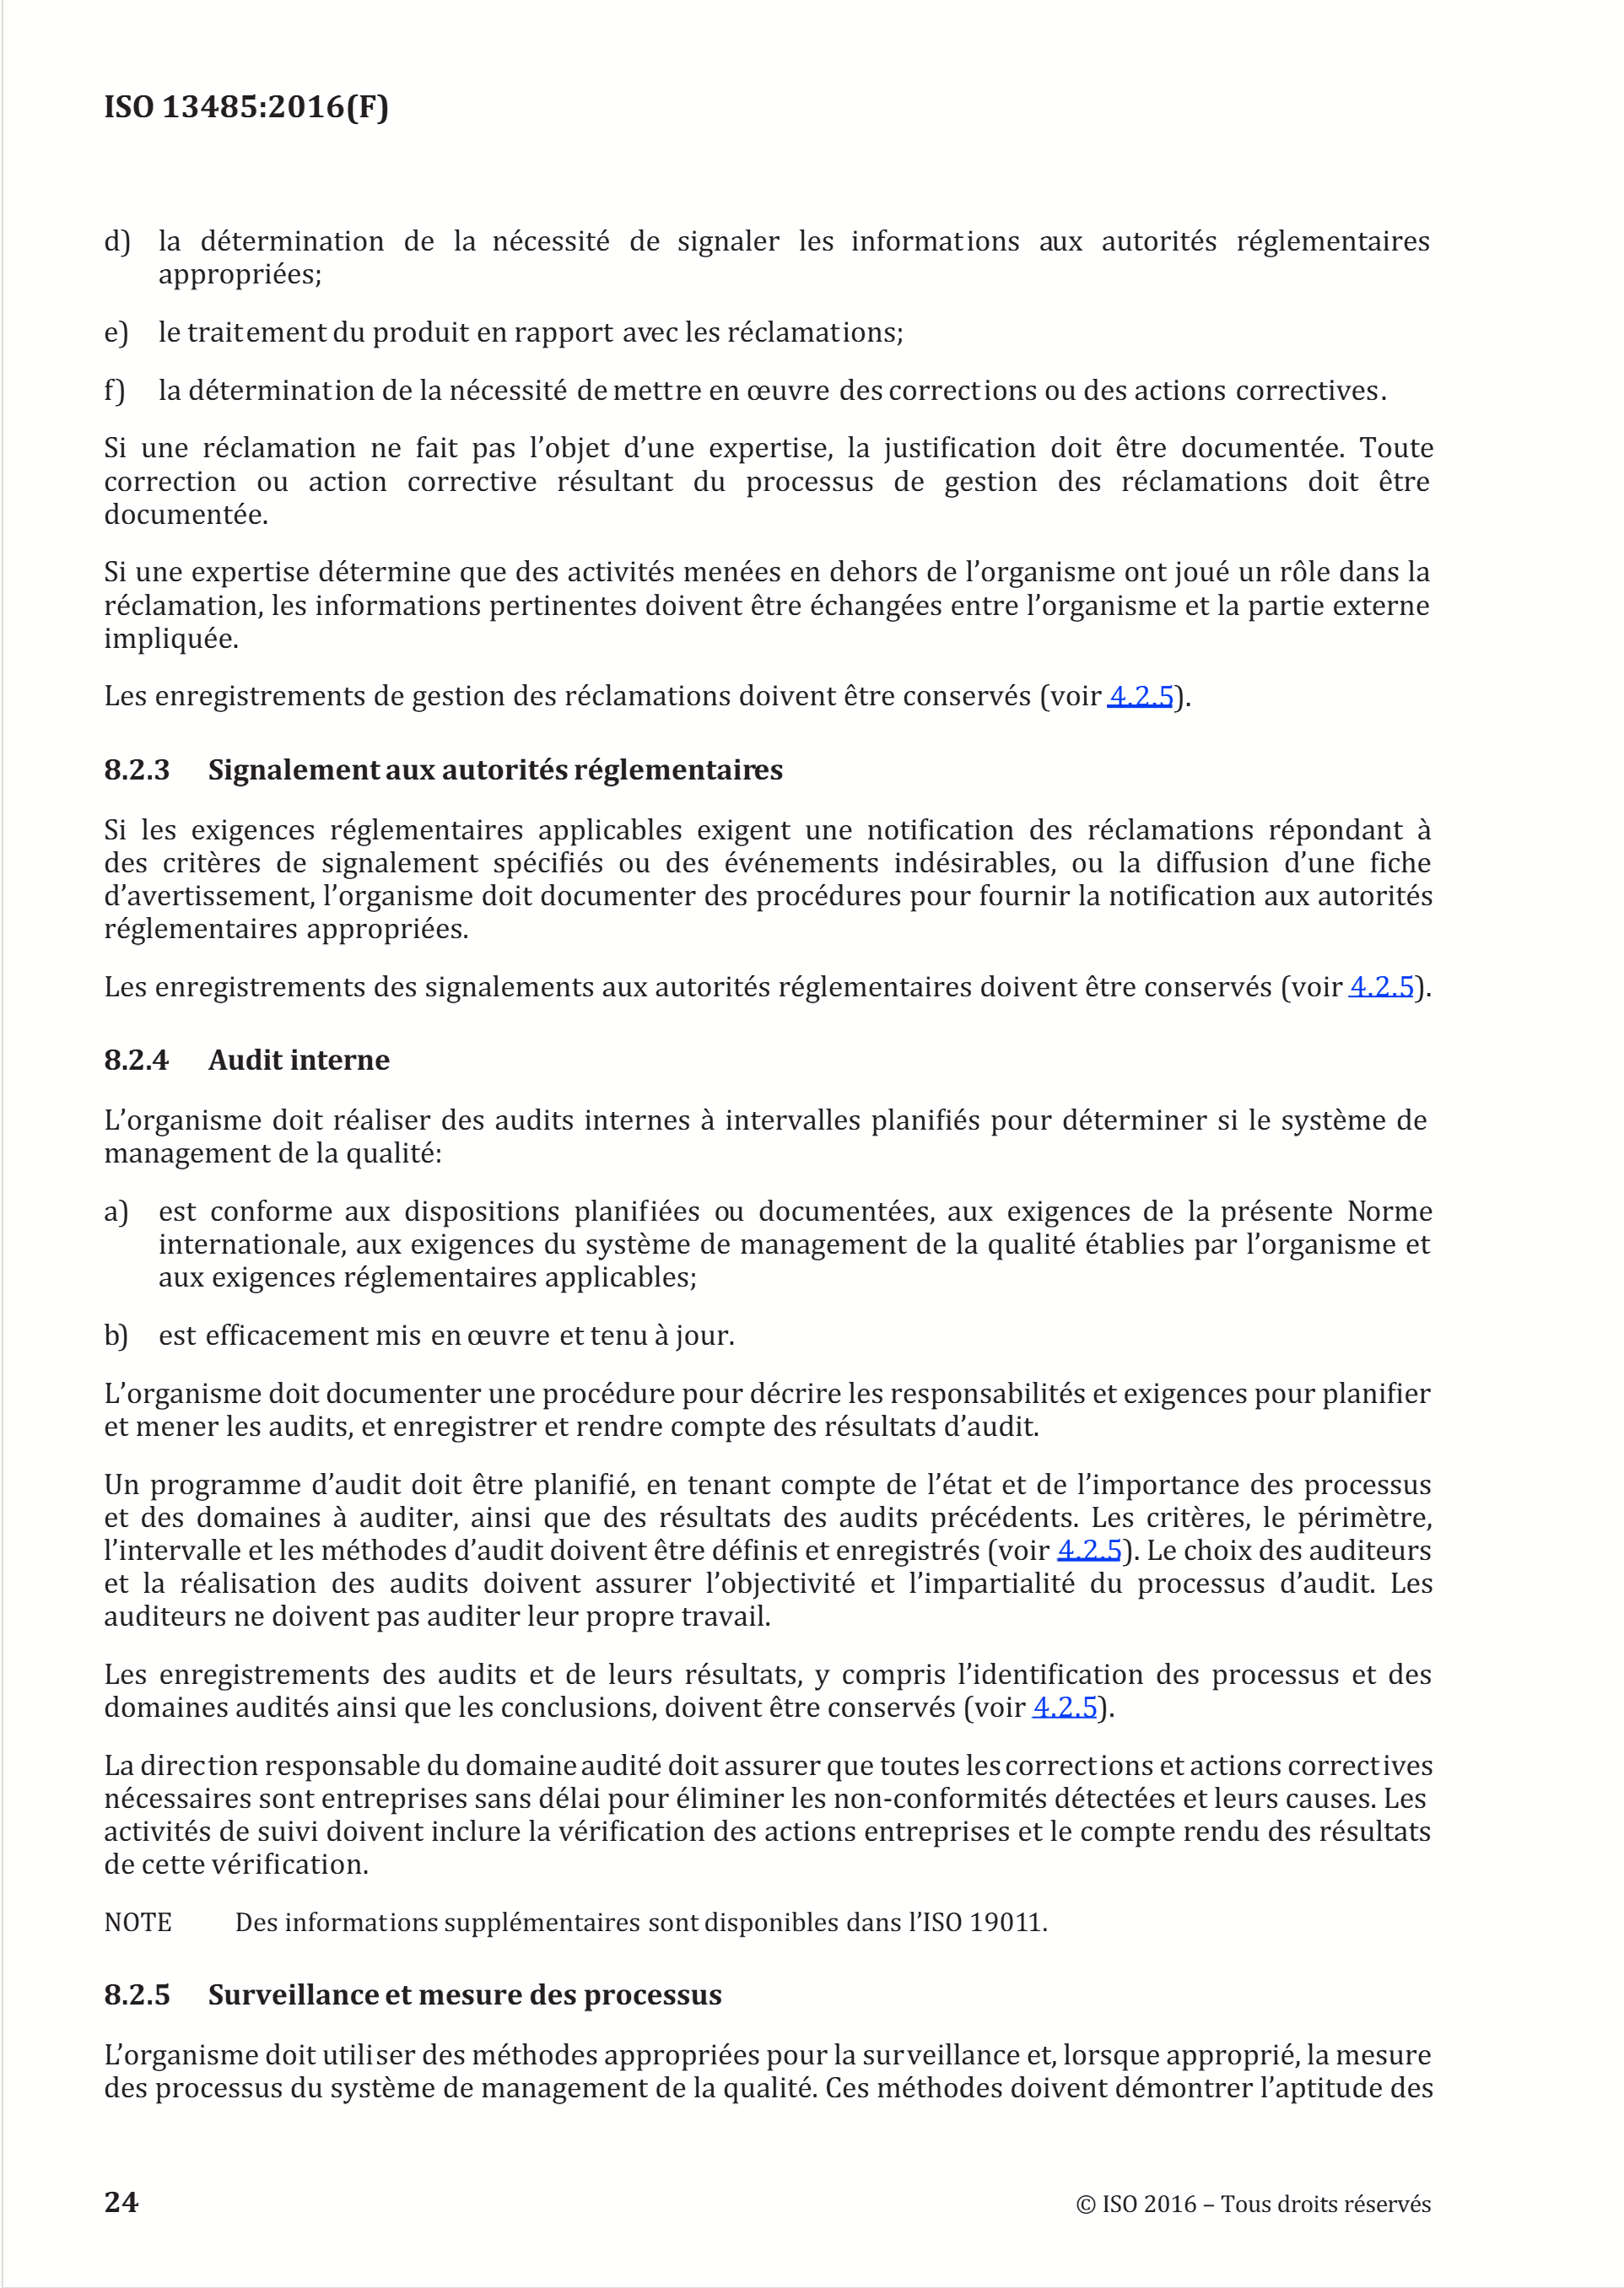 ISO 13485:2016(F)
d) la détermination de la nécessité de signaler les informations aux autorités réglementaires
appropriées;
e) le traitement du produit en rapport avec les réclamations;
f) la détermination de la nécessité de mettre en œuvre des corrections ou des actions correctives.
Si une réclamation ne fait pas l’objet d’une expertise, la justification doit être documentée. Toute
correction ou action corrective résultant du processus de gestion des réclamations doit être
documentée.
Si une expertise détermine que des activités menées en dehors de l’organisme ont joué un rôle dans la
réclamation, les informations pertinentes doivent être échangées entre l’organisme et la partie externe
impliquée.
Les enregistrements de gestion des réclamations doivent être conservés (voir 4.2.5).
8.2.3 Signalement aux autorités réglementaires
Si les exigences réglementaires applicables exigent une notification des réclamations répondant à
des critères de signalement spécifiés ou des événements indésirables, ou la diffusion d’une fiche
d’avertissement, l’organisme doit documenter des procédures pour fournir la notification aux autorités
réglementaires appropriées.
Les enregistrements des signalements aux autorités réglementaires doivent être conservés (voir 4.2.5).
8.2.4 Audit interne
L’organisme doit réaliser des audits internes à intervalles planifiés pour déterminer si le système de
management de la qualité:
a) est conforme aux dispositions planifiées ou documentées, aux exigences de la présente Norme
internationale, aux exigences du système de management de la qualité établies par l’organisme et
aux exigences réglementaires applicables;
b) est efficacement mis en œuvre et tenu à jour.
L’organisme doit documenter une procédure pour décrire les responsabilités et exigences pour planifier
et mener les audits, et enregistrer et rendre compte des résultats d’audit.
Un programme d’audit doit être planifié, en tenant compte de l’état et de l’importance des processus
et des domaines à auditer, ainsi que des résultats des audits précédents. Les critères, le périmètre,
l’intervalle et les méthodes d’audit doivent être définis et enregistrés (voir 4.2.5). Le choix des auditeurs
et la réalisation des audits doivent assurer l’objectivité et l’impartialité du processus d’audit. Les
auditeurs ne doivent pas auditer leur propre travail.
Les enregistrements des audits et de leurs résultats, y compris l’identification des processus et des
domaines audités ainsi que les conclusions, doivent être conservés (voir 4.2.5).
La direction responsable du domaine audité doit assurer que toutes les corrections et actions correctives
nécessaires sont entreprises sans délai pour éliminer les non-conformités détectées et leurs causes. Les
activités de suivi doivent inclure la vérification des actions entreprises et le compte rendu des résultats
de cette vérification.
NOTE Des informations supplémentaires sont disponibles dans l’ISO 19011.
8.2.5 Surveillance et mesure des processus
L’organisme doit utiliser des méthodes appropriées pour la surveillance et, lorsque approprié, la mesure
des processus du système de management de la qualité. Ces méthodes doivent démontrer l’aptitude des
24 © ISO 2016 – Tous droits réservés